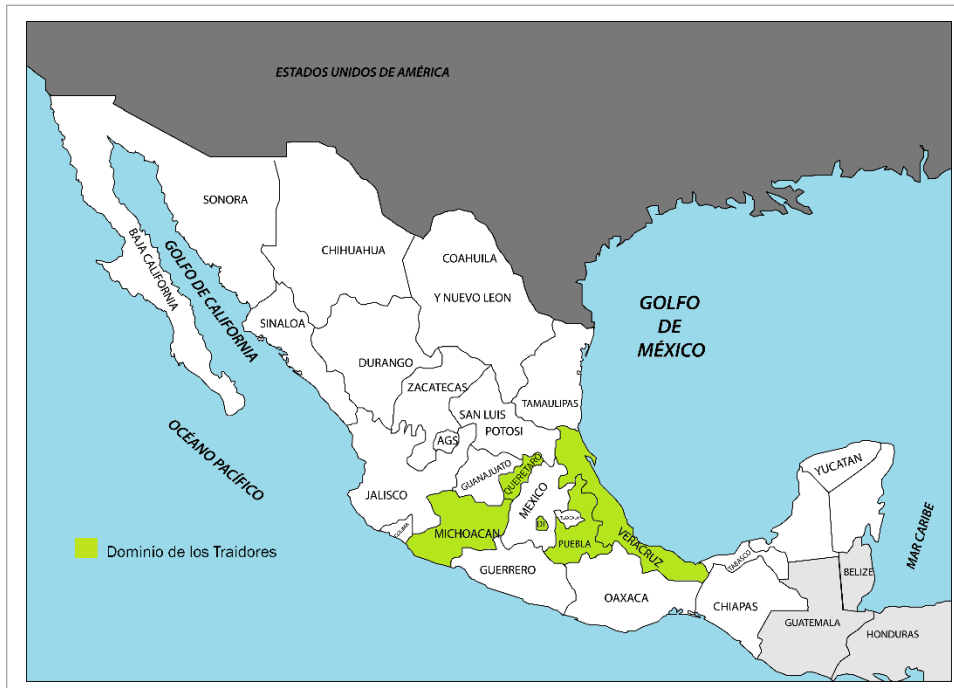 ESTADOS UNIDOS DE AMÉRICA
SONORA
CHIHUAHUA
COAHUILA
Y NUEVO LEON
BAJA CALIFORNIA
GOLFO DE CALIFORNIA
GOLFO
DE
MÉXICO
SINALOA
DURANGO
ZACATECAS
TAMAULIPAS
SAN LUIS
POTOSI
AGS
OCÉANO PACÍFICO
GUANAJUATO
QUERETARO
YUCATAN
JALISCO
MEXICO
COLIMA
MICHOACAN
TLAXCALA
PUEBLA
VERACRUZ
TABASCO
BELIZE
MAR CARIBE
Dominio de los Traidores
GUERRERO
OAXACA
CHIAPAS
GUATEMALA
HONDURAS